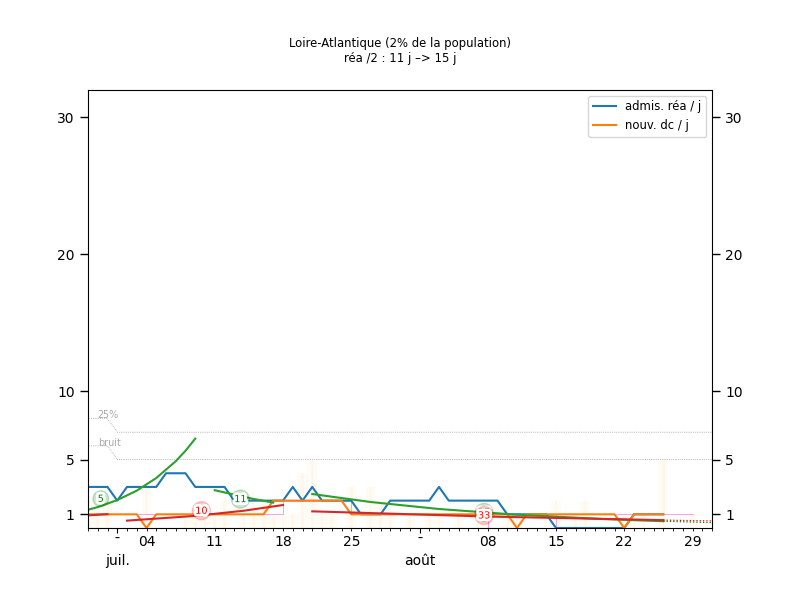 Loire-Atlantique (2% de la population)
réa /2 : 11 j –> 15 j
admis. réa / j
nouv. dc / j
30
30
20
20
10
10
25%
bruit
5
5
5
11
10
33
1
1
- 04 11 18 25 - 08 15 22 29
juil. août